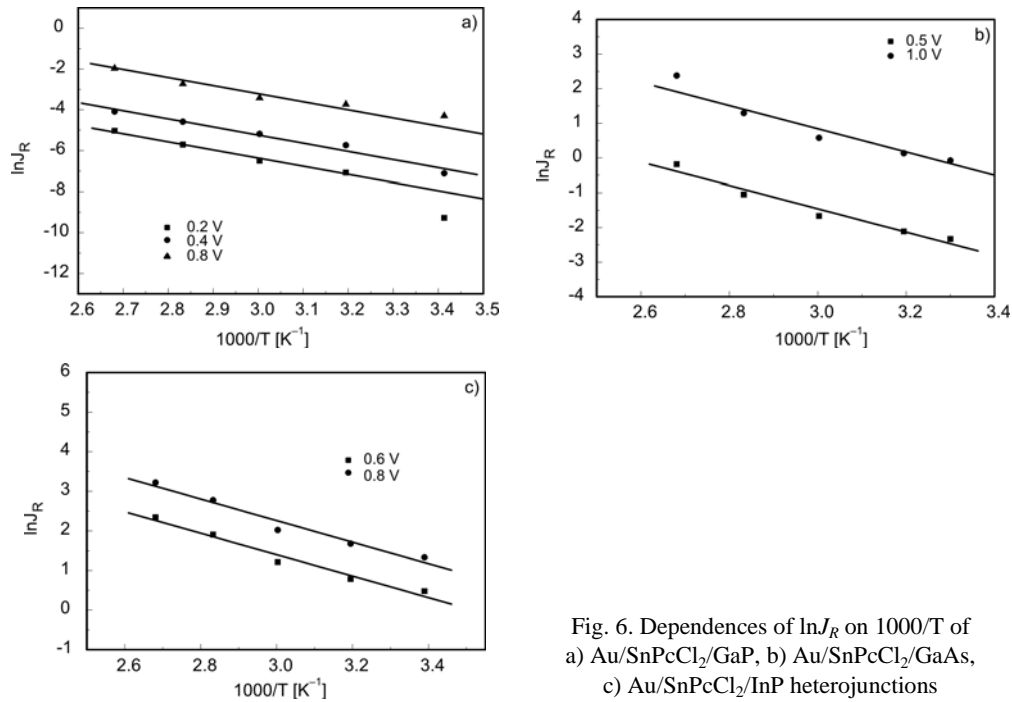 a)
0
-2
-4
-6
-8
-10
-12
lnJ_R
0.2 V
0.4 V
0.8 V
2.6 2.7 2.8 2.9 3.0 3.1 3.2 3.3 3.4 3.5
1000/T [K⁻¹]
b)
4
3
2
1
0
-1
-2
-3
-4
lnJ_R
0.5 V
1.0 V
2.6 2.8 3.0 3.2 3.4
1000/T [K⁻¹]
c)
6
5
4
3
2
1
0
-1
lnJ_R
0.6 V
0.8 V
2.6 2.8 3.0 3.2 3.4
1000/T [K⁻¹]
Fig. 6. Dependences of lnJ_R on 1000/T of
a) Au/SnPcCl₂/GaP, b) Au/SnPcCl₂/GaAs,
c) Au/SnPcCl₂/InP heterojunctions